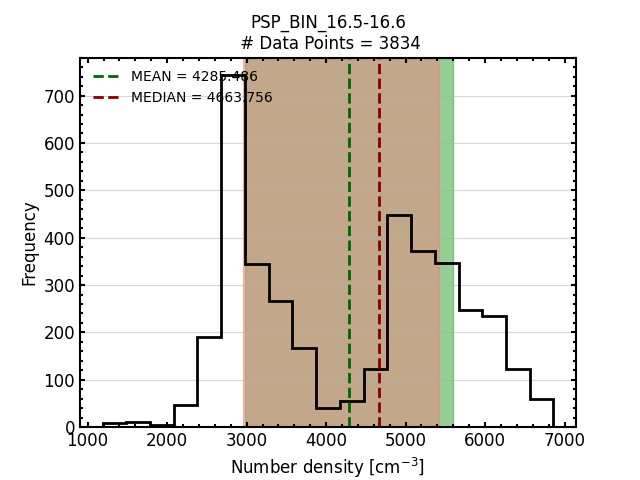 PSP_BIN_16.5-16.6
# Data Points = 3834
MEAN = 4285.486
MEDIAN = 4663.756
700
600
500
400
300
200
100
0
Frequency
1000 2000 3000 4000 5000 6000 7000
Number density [cm⁻³]